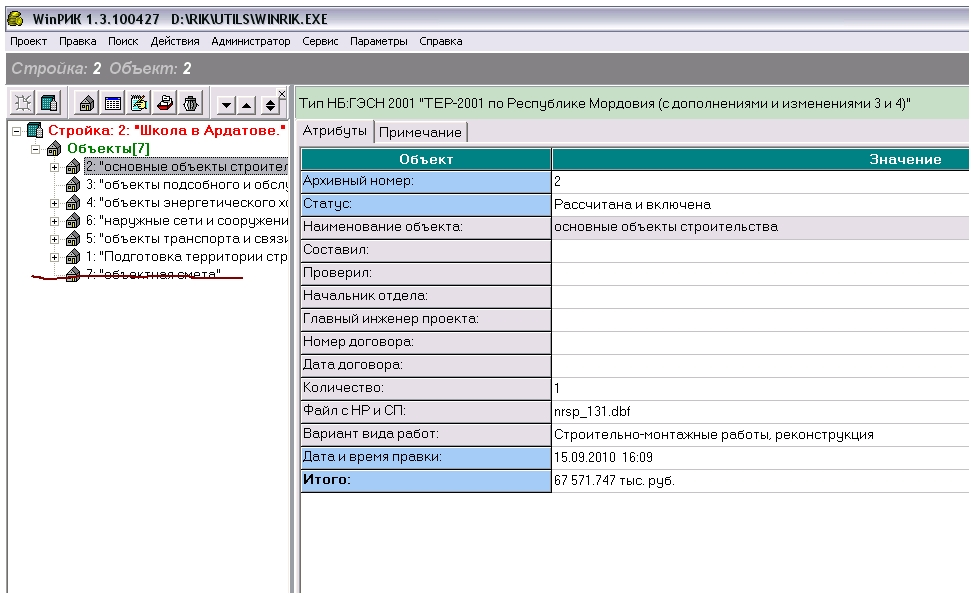 WinРИК 1.3.100427 D:\RIK\UTILS\WINRIK.EXE
Проект Правка Поиск Действия Администратор Сервис Параметры Справка
Стройка: 2 Объект: 2
Тип НБ:ГЭСН 2001 "ТЕР-2001 по Республике Мордовия (с дополнениями и изменениями 3 и 4)"
Стройка: 2: "Школа в Ардатове."
Объекты[7]
2: "основные объекты строител
3: "объекты подсобного и обслу
4: "объекты энергетического хо
6: "наружные сети и сооружени
5: "объекты транспорта и связи
1: "Подготовка территории стр
7: "объектная смета"
Атрибуты Примечание
Объект Значение
Архивный номер: 2
Статус: Рассчитана и включена
Наименование объекта: основные объекты строительства
Составил:
Проверил:
Начальник отдела:
Главный инженер проекта:
Номер договора:
Дата договора:
Количество: 1
Файл с НР и СП: nrsp_131.dbf
Вариант вида работ: Строительно-монтажные работы, реконструкция
Дата и время правки: 15.09.2010 16:09
Итого: 67 571.747 тыс. руб.